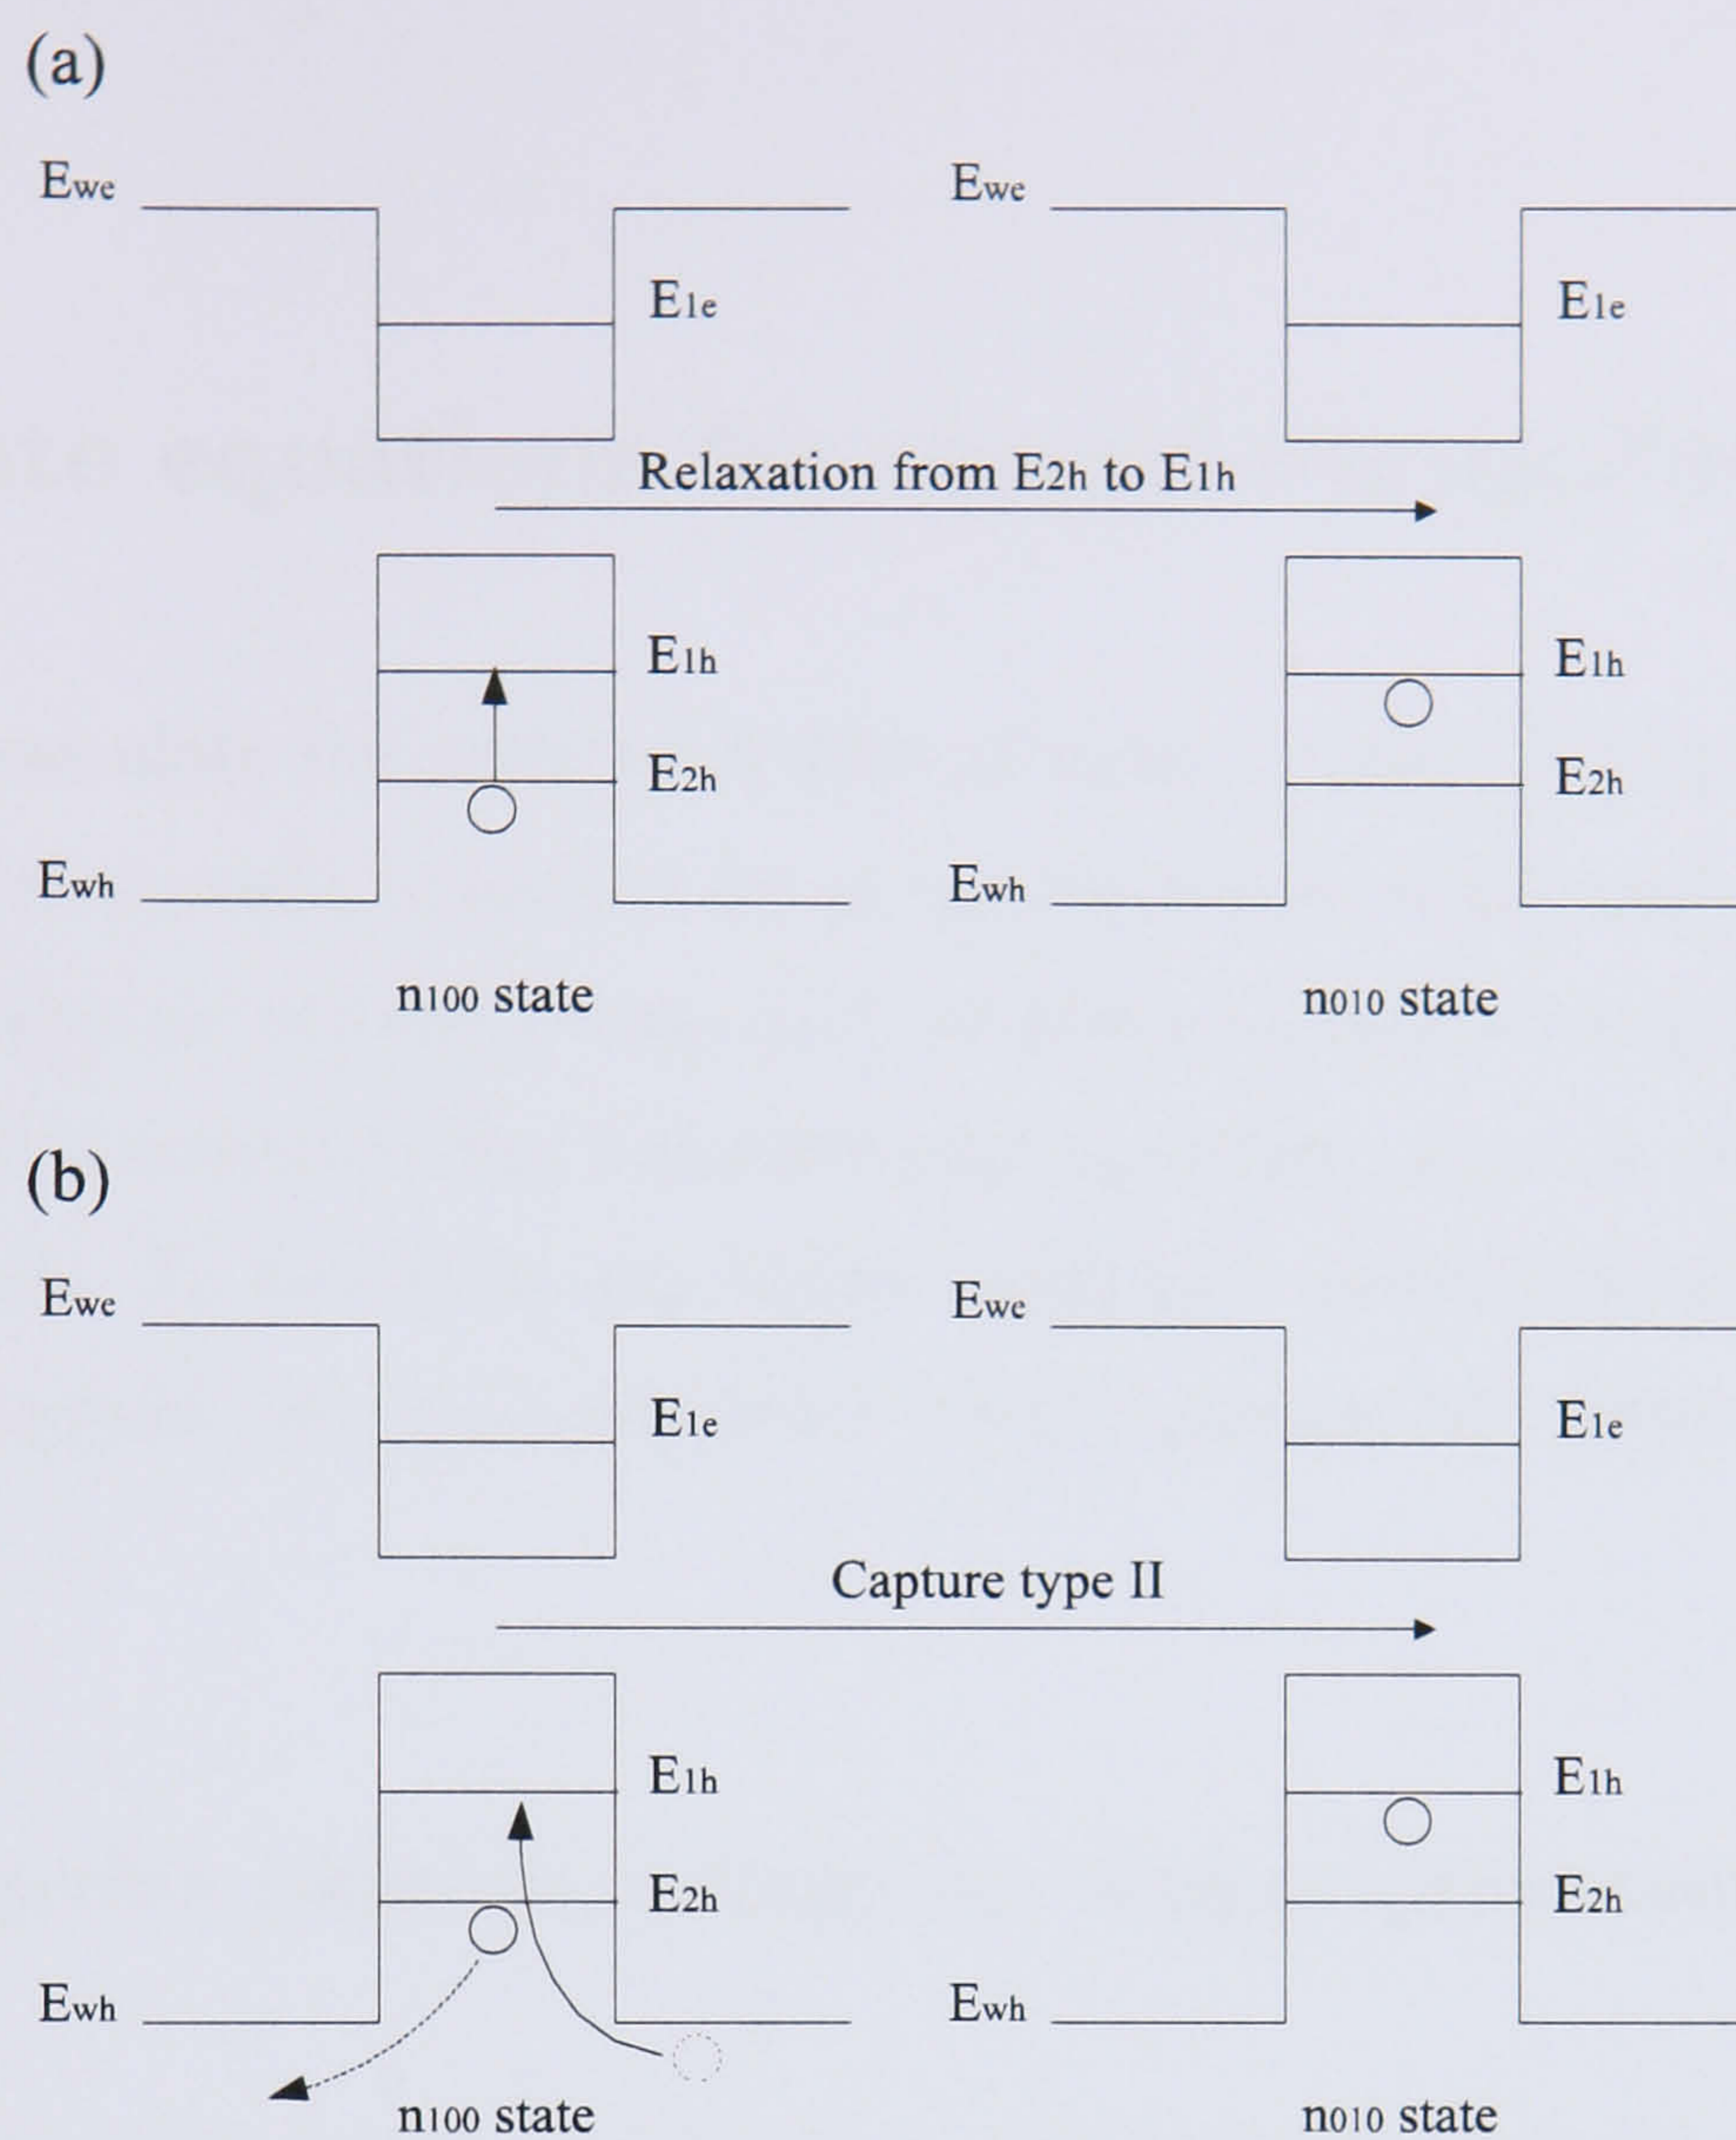 (a)
Ewe Ewe
E1e E1e
Relaxation from E2h to E1h
E1h E1h
E2h E2h
Ewh Ewh
n100 state n010 state
(b)
Ewe Ewe
E1e E1e
Capture type II
E1h E1h
E2h E2h
Ewh Ewh
n100 state n010 state